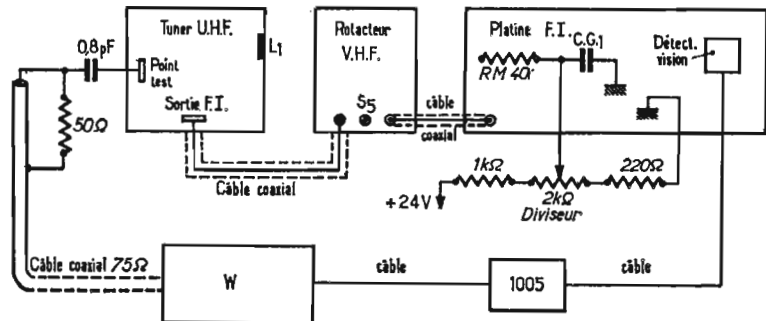 0,8pF
50Ω
Tuner U.H.F.
L1
Point
test
Sortie F.I.
Câble coaxial
Rotacteur
V.H.F.
S5
câble
coaxial
Platine F.I.
C.G.1
RM 401
Détect.
vision
+24V
1kΩ
2kΩ
Diviseur
220Ω
Câble coaxial 75Ω
W
câble
1005
câble